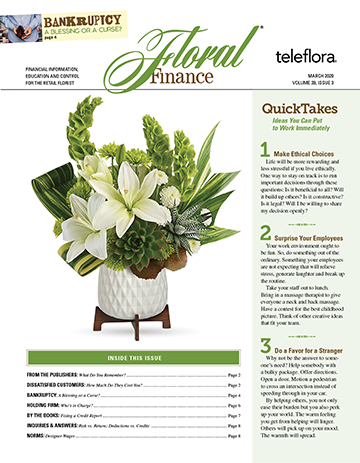 BANKRUPTCY
A BLESSING OR A CURSE?
page 4
Floral
Finance®
teleflora.
FINANCIAL INFORMATION,
EDUCATION AND CONTROL
FOR THE RETAIL FLORIST
MARCH 2020
VOLUME 39, ISSUE 3
QuickTakes
Ideas You Can Put
to Work Immediately
1 Make Ethical Choices
Life will be more rewarding and
less stressful if you live ethically.
One way to stay on track is to run
important decisions through these
questions: Is it beneficial to all? Will
it build up others? Is it constructive?
Is it legal? Will I be willing to share
my decision openly?
2 Surprise Your Employees
Your work environment ought to
be fun. So, do something out of the
ordinary. Something your employees
are not expecting that will relieve
stress, generate laughter and break up
the routine.
Take your staff out to lunch.
Bring in a massage therapist to give
everyone a neck and back massage.
Have a contest for the best childhood
picture. Think of other creative ideas
that fit your team.
3 Do a Favor for a Stranger
Why not be the answer to some-
one's need? Help somebody with
a bulky package. Offer directions.
Open a door. Motion a pedestrian
to cross an intersection instead of
speeding through in your car.
By helping others, you not only
ease their burden but you also perk
up your world. The warm feeling
you get from helping will linger.
Others will pick up on your mood.
The warmth will spread.
INSIDE THIS ISSUE
FROM THE PUBLISHERS: What Do You Remember? Page 2
DISSATISFIED CUSTOMERS: How Much Do They Cost You? Page 2
BANKRUPTCY: A Blessing or a Curse? Page 4
HOLDING FIRM: Who's in Charge? Page 6
BY THE BOOKS: Fixing a Credit Report Page 7
INQUIRIES & ANSWERS: Risk vs. Return; Deductions vs. Credits Page 8
NORMS: Designer Wages Page 8